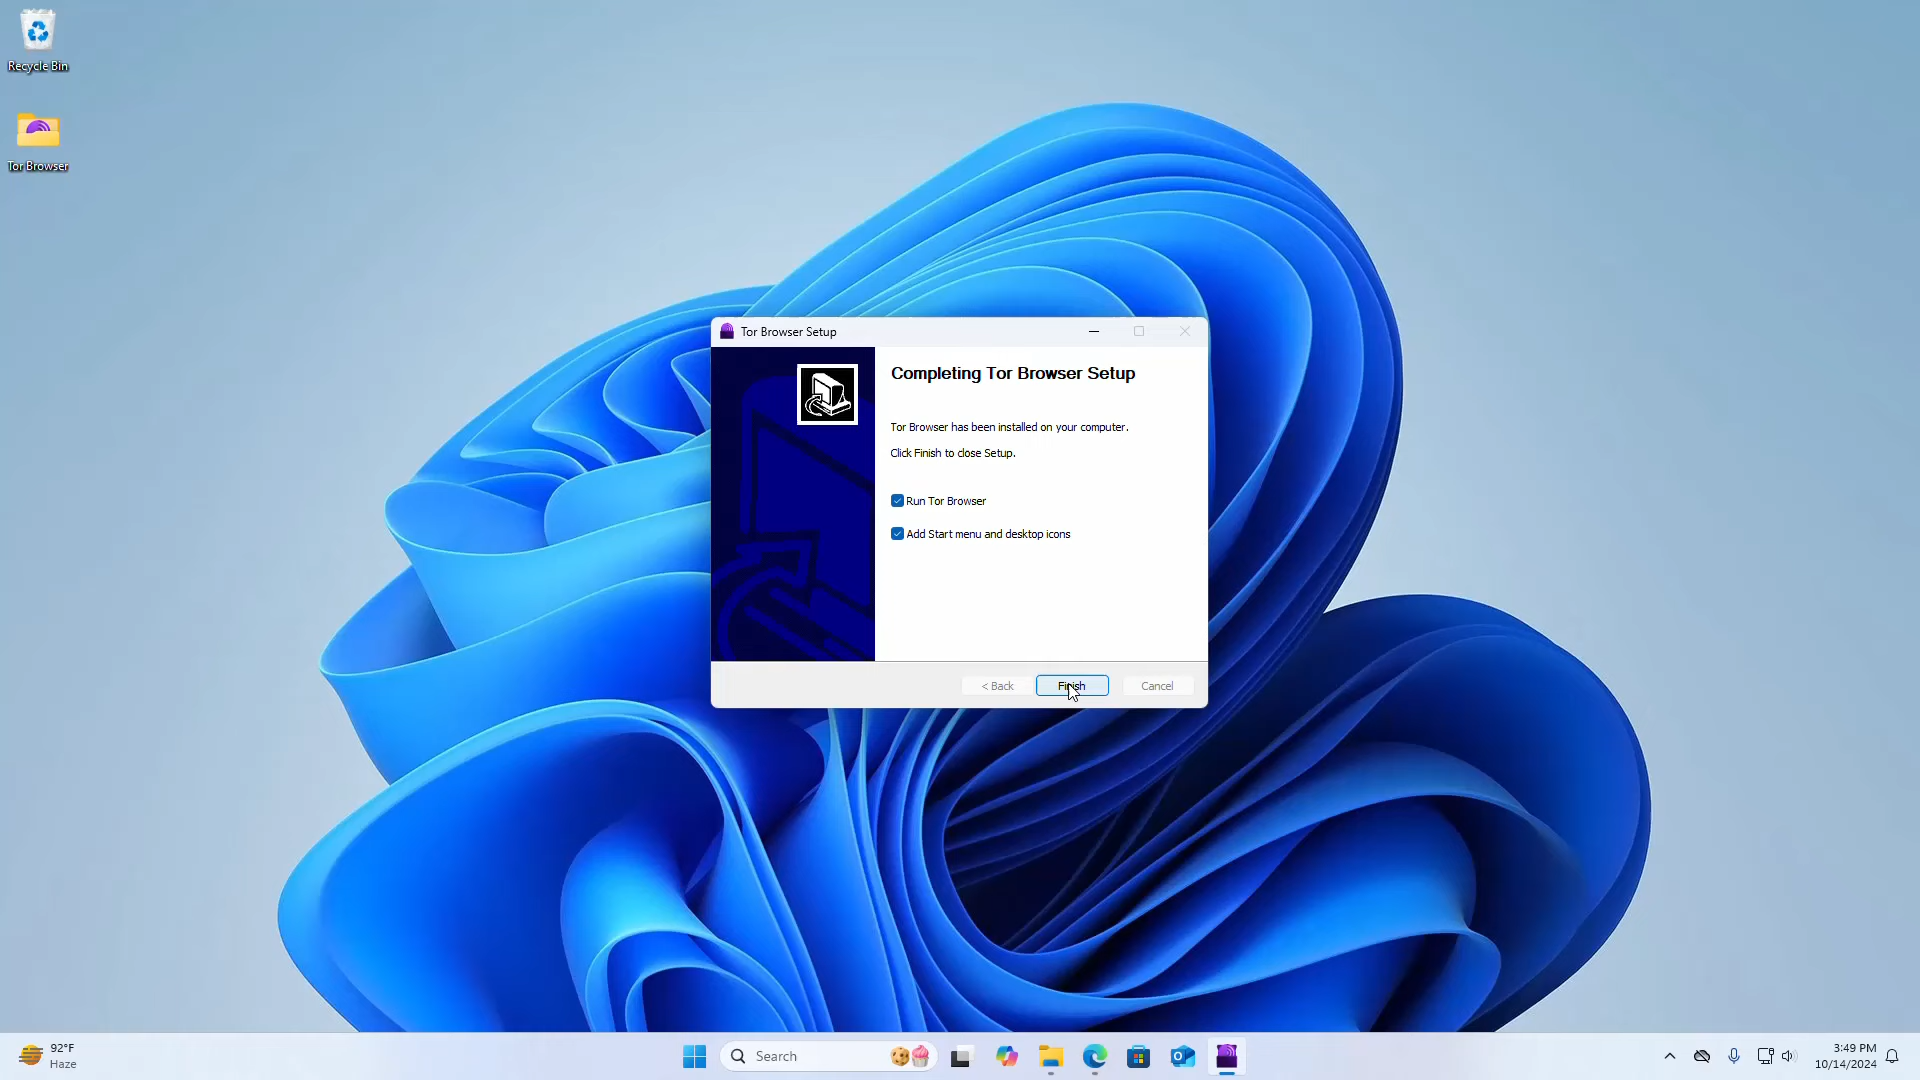 Recycle Bin
Tor Browser
Tor Browser Setup
Completing Tor Browser Setup
Tor Browser has been installed on your computer.
Click Finish to close Setup.
Run Tor Browser
Add Start menu and desktop icons
< Back
Finish
Cancel
92°F
Haze
Search
3:49 PM
10/14/2024